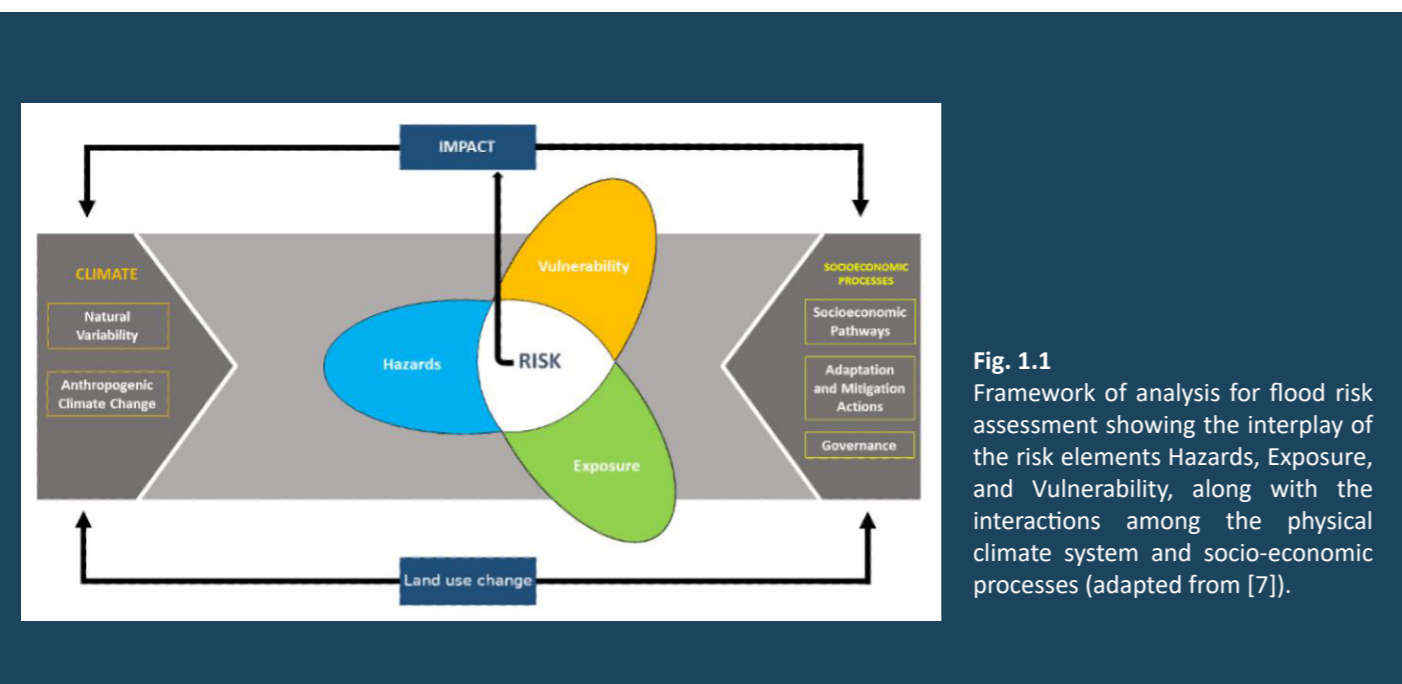 IMPACT
Vulnerability
CLIMATE
Natural
Variability
Anthropogenic
Climate Change
Hazards
RISK
Exposure
SOCIOECONOMIC
PROCESSES
Socioeconomic
Pathways
Adaptation
and Mitigation
Actions
Governance
Land use change
Fig. 1.1
Framework of analysis for flood risk
assessment showing the interplay of
the risk elements Hazards, Exposure,
and Vulnerability, along with the
interactions among the physical
climate system and socio-economic
processes (adapted from [7]).